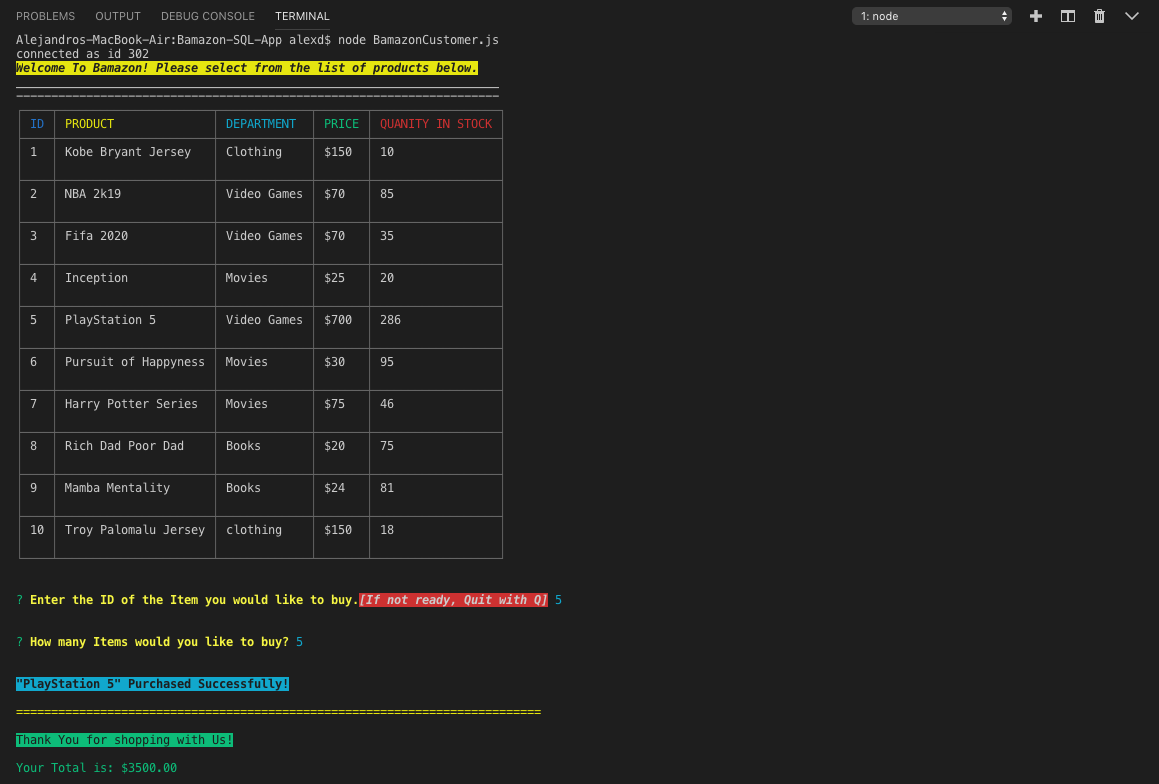 PROBLEMS OUTPUT DEBUG CONSOLE TERMINAL 1: node
Alejandros-MacBook-Air:Bamazon-SQL-App alexd$ node BamazonCustomer.js
connected as id 302
Welcome To Bamazon! Please select from the list of products below.
ID PRODUCT DEPARTMENT PRICE QUANITY IN STOCK
1 Kobe Bryant Jersey Clothing $150 10
2 NBA 2k19 Video Games $70 85
3 Fifa 2020 Video Games $70 35
4 Inception Movies $25 20
5 PlayStation 5 Video Games $700 286
6 Pursuit of Happyness Movies $30 95
7 Harry Potter Series Movies $75 46
8 Rich Dad Poor Dad Books $20 75
9 Mamba Mentality Books $24 81
10 Troy Palomalu Jersey clothing $150 18
? Enter the ID of the Item you would like to buy.[If not ready, Quit with Q] 5
? How many Items would you like to buy? 5
"PlayStation 5" Purchased Successfully!
===========================================================================
Thank You for shopping with Us!
Your Total is: $3500.00